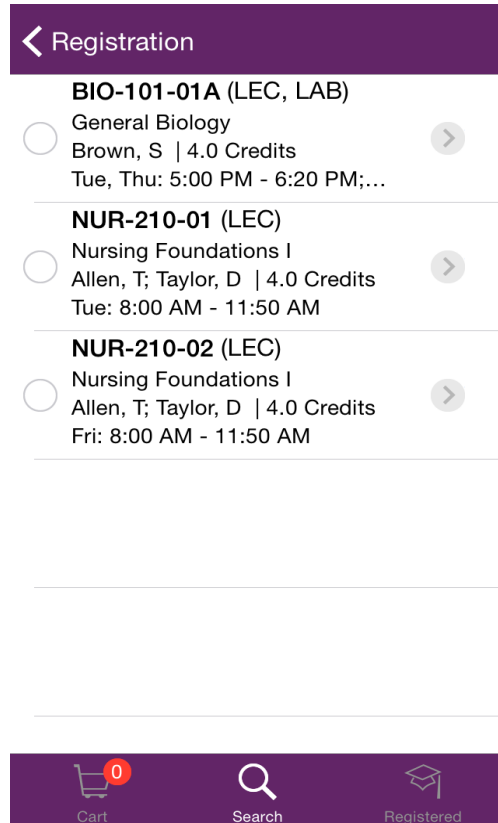 Registration
BIO-101-01A (LEC, LAB)
General Biology
Brown, S | 4.0 Credits
Tue, Thu: 5:00 PM - 6:20 PM;...
NUR-210-01 (LEC)
Nursing Foundations I
Allen, T; Taylor, D | 4.0 Credits
Tue: 8:00 AM - 11:50 AM
NUR-210-02 (LEC)
Nursing Foundations I
Allen, T; Taylor, D | 4.0 Credits
Fri: 8:00 AM - 11:50 AM
0
Cart Search Registered